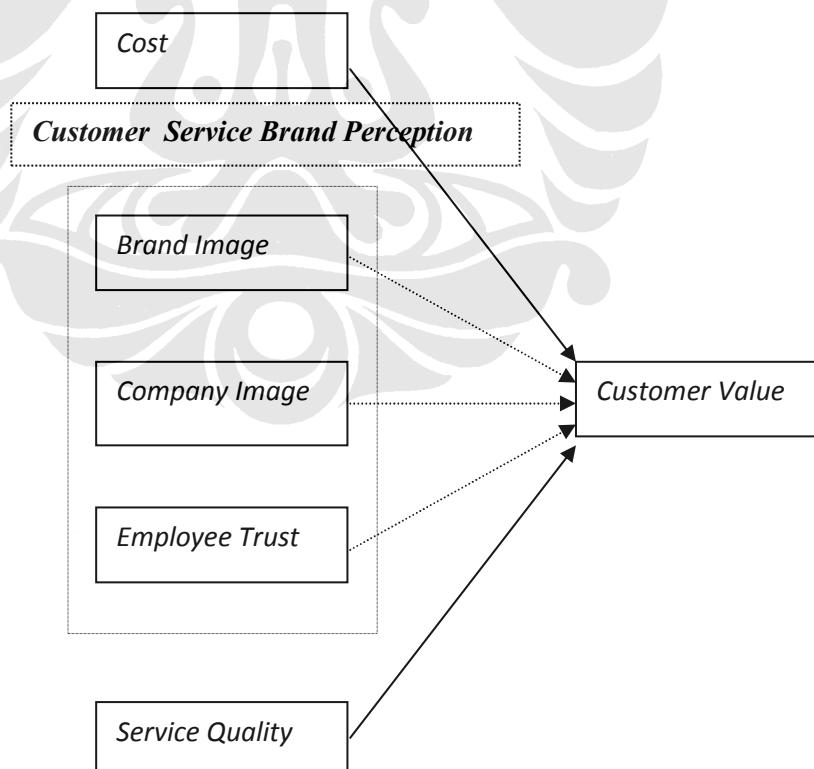 Cost
Customer Service Brand Perception
Brand Image
Company Image
Customer Value
Employee Trust
Service Quality